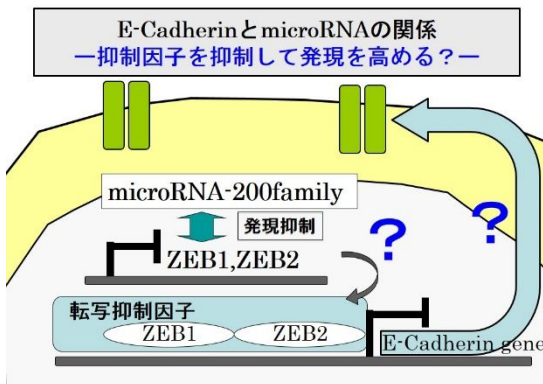 E-CadherinとmicroRNAの関係
ー抑制因子を抑制して発現を高める？ー
microRNA-200family
発現抑制
ZEB1,ZEB2
?
?
転写抑制因子
ZEB1
ZEB2
E-Cadherin gene